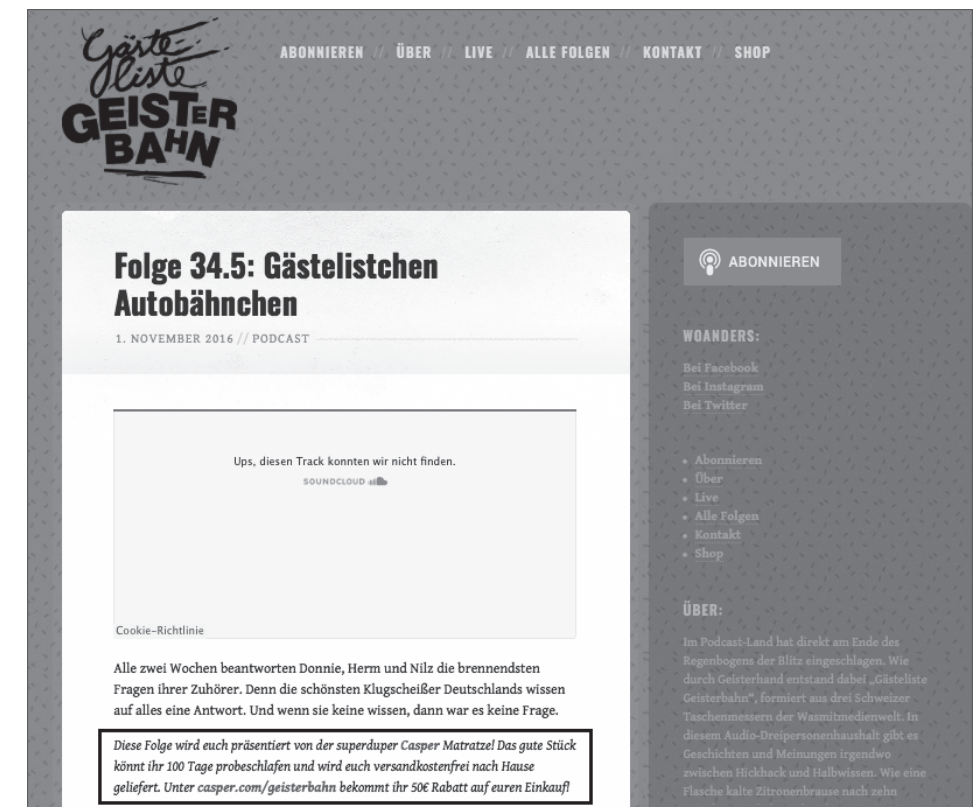 Gäste-
liste
GEISTER
BAHN
ABONNIEREN // ÜBER // LIVE // ALLE FOLGEN // KONTAKT // SHOP
Folge 34.5: Gästelistchen
Autobähnchen
1. NOVEMBER 2016 // PODCAST
Ups, diesen Track konnten wir nicht finden.
SOUNDCLOUD
Cookie-Richtlinie
Alle zwei Wochen beantworten Donnie, Herm und Nilz die brennendsten
Fragen ihrer Zuhörer. Denn die schönsten Klugscheißer Deutschlands wissen
auf alles eine Antwort. Und wenn sie keine wissen, dann war es keine Frage.
Diese Folge wird euch präsentiert von der superduper Casper Matratze! Das gute Stück
könnt ihr 100 Tage probeschlafen und wird euch versandkostenfrei nach Hause
geliefert. Unter casper.com/geisterbahn bekommt ihr 50€ Rabatt auf euren Einkauf!
ABONNIEREN
WOANDERS:
Bei Facebook
Bei Instagram
Bei Twitter
• Abonnieren
• Über
• Live
• Alle Folgen
• Kontakt
• Shop
ÜBER:
Im Podcast-Land hat direkt am Ende des
Regenbogens der Blitz eingeschlagen. Wie
durch Geisterhand entstand dabei „Gästeliste
Geisterbahn“, formiert aus drei Schweizer
Taschenmessern der Wasmitmedienwelt. In
diesem Audio-Dreipersonenhaushalt gibt es
Geschichten und Meinungen irgendwo
zwischen Hickhack und Halbwissen. Wie eine
Flasche kalte Zitronenbrause nach zehn